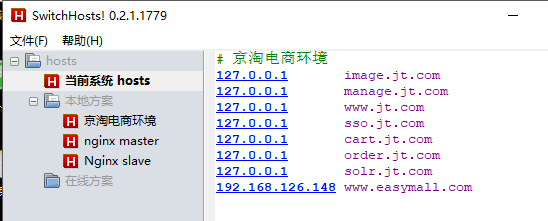 SwitchHosts! 0.2.1.1779
文件(F) 帮助(H)
hosts
当前系统 hosts
本地方案
京淘电商环境
nginx master
Nginx slave
在线方案
# 京淘电商环境
127.0.0.1 image.jt.com
127.0.0.1 manage.jt.com
127.0.0.1 www.jt.com
127.0.0.1 sso.jt.com
127.0.0.1 cart.jt.com
127.0.0.1 order.jt.com
127.0.0.1 solr.jt.com
192.168.126.148 www.easymall.com